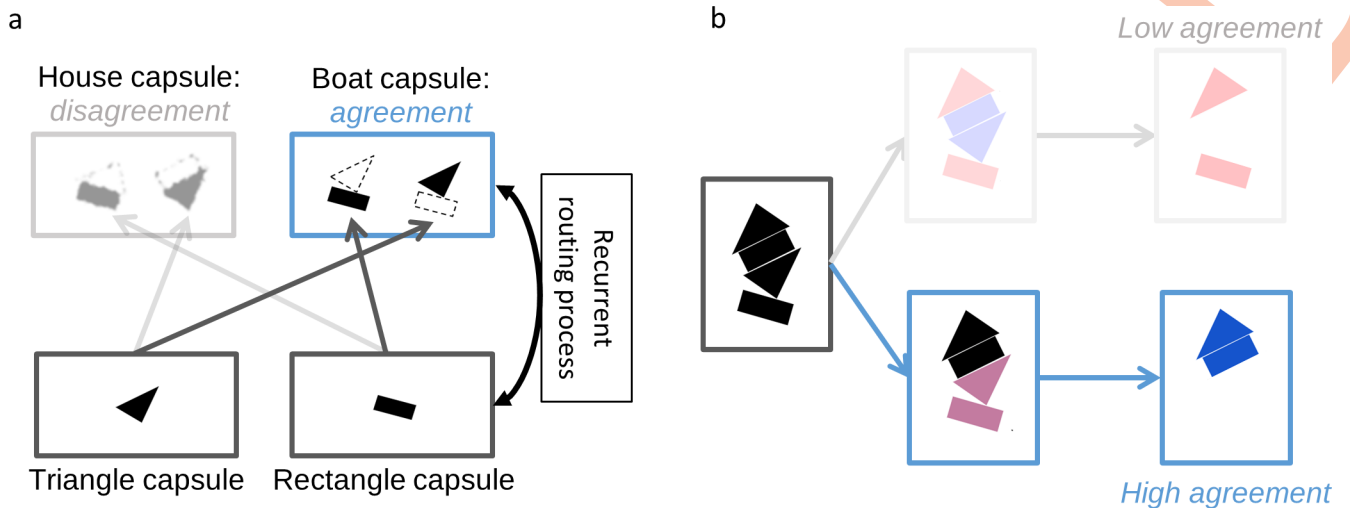 a
House capsule:
disagreement
Boat capsule:
agreement
Recurrent
routing process
Triangle capsule
Rectangle capsule
b
Low agreement
High agreement